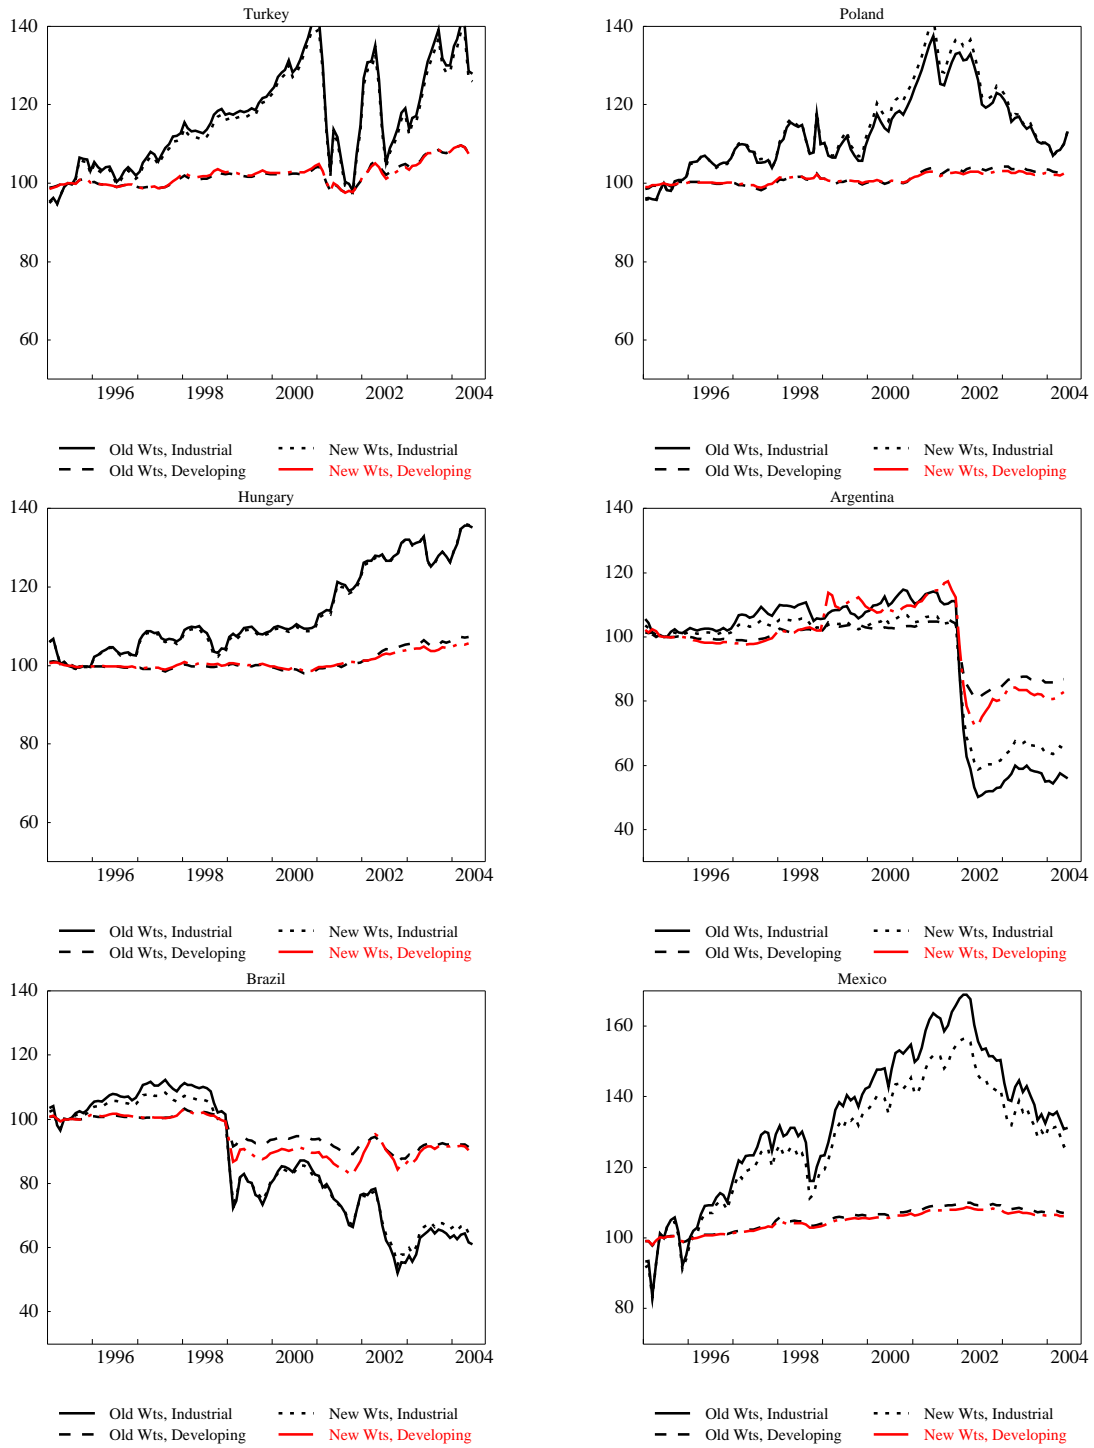 Turkey
140
120
100
80
60
1996 1998 2000 2002 2004
Old Wts, Industrial New Wts, Industrial
Old Wts, Developing New Wts, Developing
Poland
140
120
100
80
60
1996 1998 2000 2002 2004
Old Wts, Industrial New Wts, Industrial
Old Wts, Developing New Wts, Developing
Hungary
140
120
100
80
60
1996 1998 2000 2002 2004
Old Wts, Industrial New Wts, Industrial
Old Wts, Developing New Wts, Developing
Argentina
140
120
100
80
60
40
1996 1998 2000 2002 2004
Old Wts, Industrial New Wts, Industrial
Old Wts, Developing New Wts, Developing
Brazil
140
120
100
80
60
40
1996 1998 2000 2002 2004
Old Wts, Industrial New Wts, Industrial
Old Wts, Developing New Wts, Developing
Mexico
160
140
120
100
80
1996 1998 2000 2002 2004
Old Wts, Industrial New Wts, Industrial
Old Wts, Developing New Wts, Developing